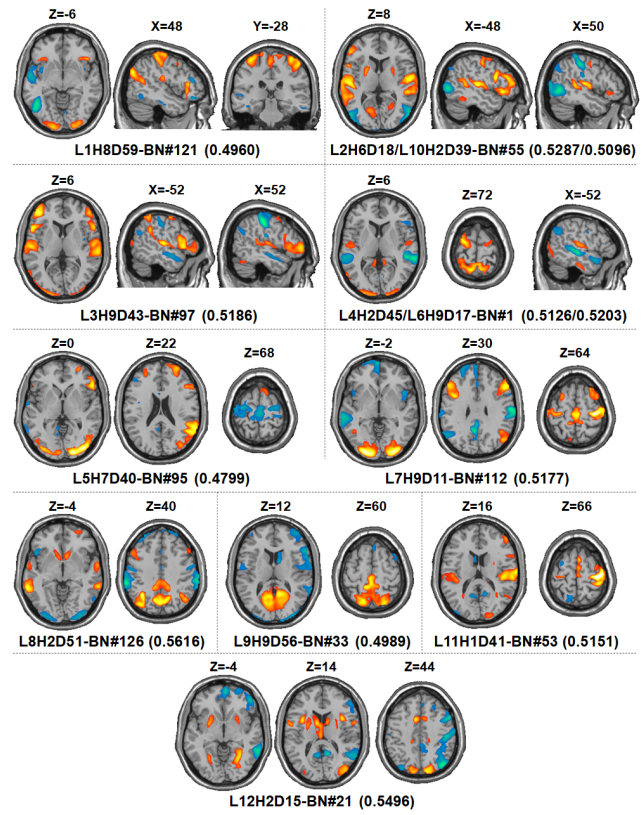 Z=-6 X=48 Y=-28
L1H8D59-BN#121 (0.4960)
Z=8 X=-48 X=50
L2H6D18/L10H2D39-BN#55 (0.5287/0.5096)
Z=6 X=-52 X=52
L3H9D43-BN#97 (0.5186)
Z=6 Z=72 X=-52
L4H2D45/L6H9D17-BN#1 (0.5126/0.5203)
Z=0 Z=22 Z=68
L5H7D40-BN#95 (0.4799)
Z=-2 Z=30 Z=64
L7H9D11-BN#112 (0.5177)
Z=-4 Z=40
L8H2D51-BN#126 (0.5616)
Z=12 Z=60
L9H9D56-BN#33 (0.4989)
Z=16 Z=66
L11H1D41-BN#53 (0.5151)
Z=-4 Z=14 Z=44
L12H2D15-BN#21 (0.5496)